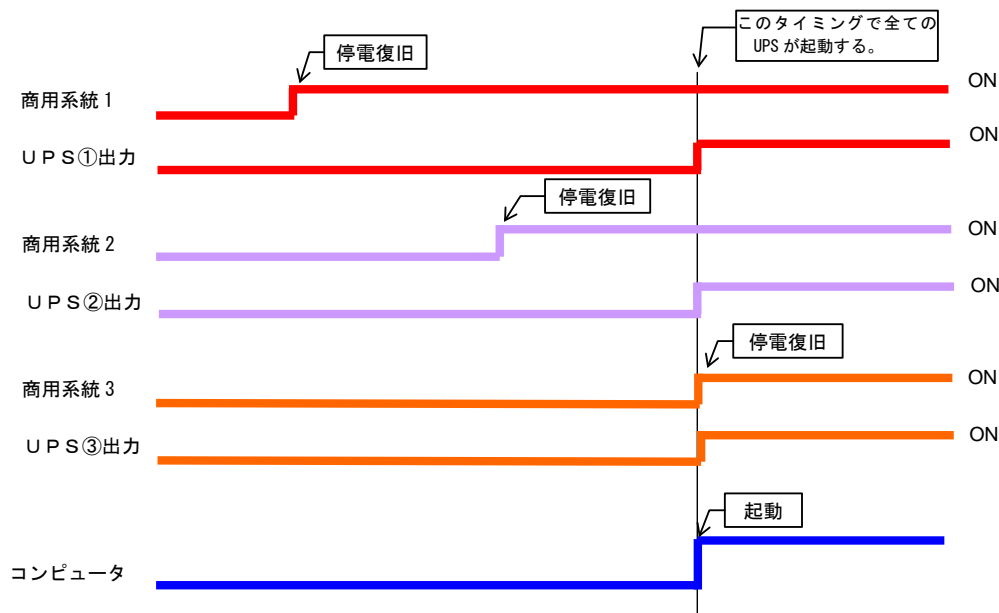 このタイミングで全ての
UPSが起動する。
停電復旧
商用系統1
ON
UPS①出力
ON
停電復旧
商用系統2
ON
UPS②出力
ON
停電復旧
商用系統3
ON
UPS③出力
ON
起動
コンピュータ